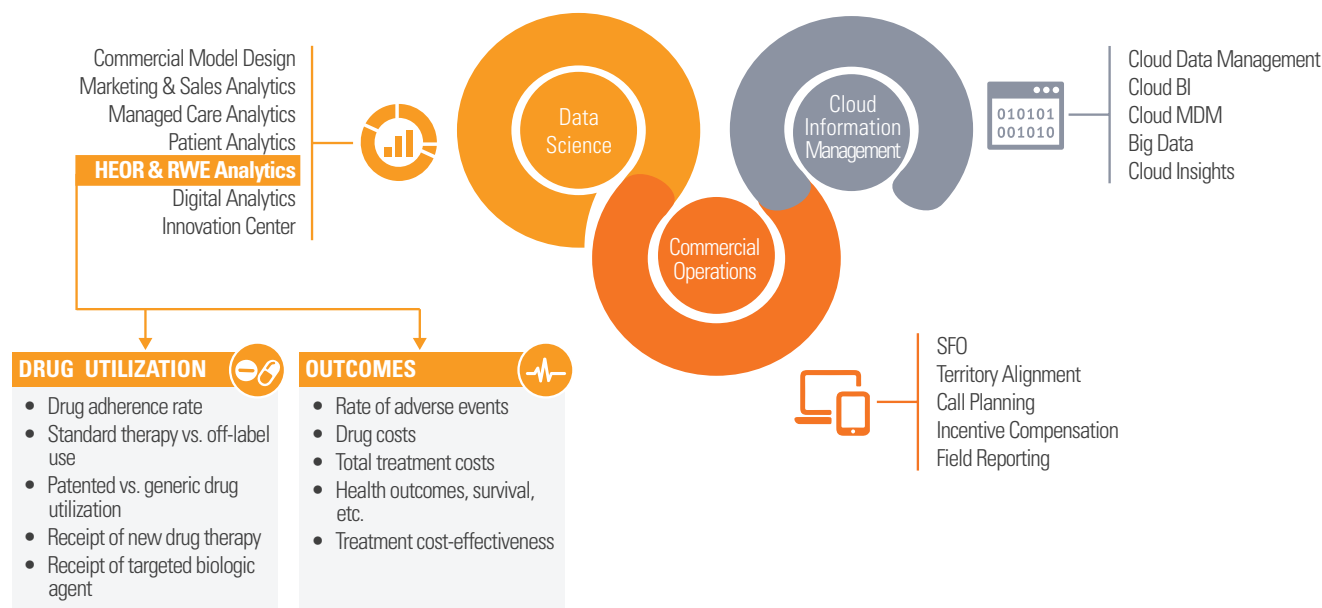 Commercial Model Design
Marketing & Sales Analytics
Managed Care Analytics
Patient Analytics
HEOR & RWE Analytics
Digital Analytics
Innovation Center
Data
Science
Commercial
Operations
Cloud
Information
Management
010101
001010
Cloud Data Management
Cloud BI
Cloud MDM
Big Data
Cloud Insights
SFO
Territory Alignment
Call Planning
Incentive Compensation
Field Reporting
DRUG UTILIZATION
• Drug adherence rate
• Standard therapy vs. off-label
use
• Patented vs. generic drug
utilization
• Receipt of new drug therapy
• Receipt of targeted biologic
agent
OUTCOMES
• Rate of adverse events
• Drug costs
• Total treatment costs
• Health outcomes, survival,
etc.
• Treatment cost-effectiveness